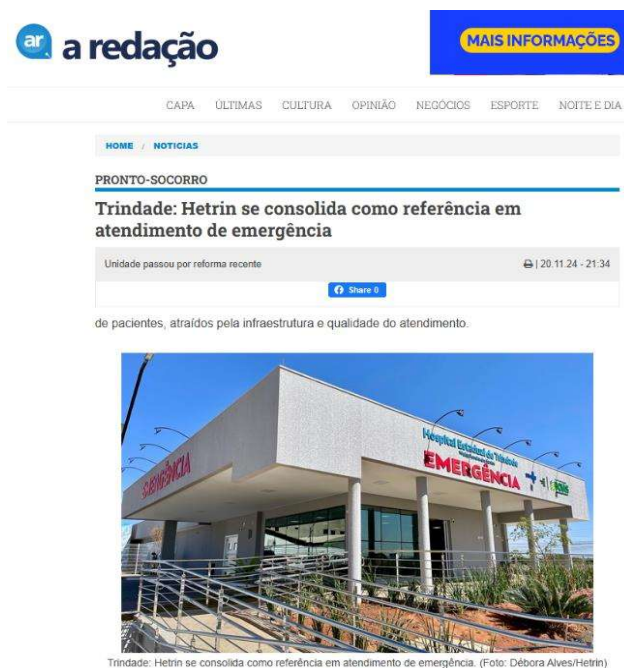 ar a redação
MAIS INFORMAÇÕES
CAPA ÚLTIMAS CULTURA OPINIÃO NEGÓCIOS ESPORTE NOITE E DIA
HOME / NOTICIAS
PRONTO-SOCORRO
Trindade: Hetrin se consolida como referência em
atendimento de emergência
Unidade passou por reforma recente | 20.11.24 - 21:34
Share 0
de pacientes, atraídos pela infraestrutura e qualidade do atendimento.
Hospital Estadual de Trindade
EMERGÊNCIA
EMERGÊNCIA
Trindade: Hetrin se consolida como referência em atendimento de emergência. (Foto: Débora Alves/Hetrin)